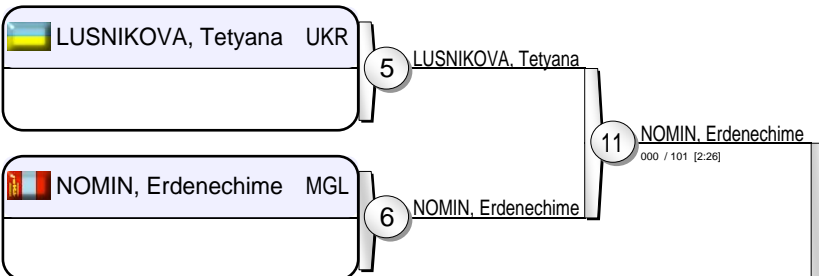 LUSNIKOVA, Tetyana UKR
5
LUSNIKOVA, Tetyana
11
NOMIN, Erdenechime
000 / 101 [2:26]
NOMIN, Erdenechime MGL
6
NOMIN, Erdenechime